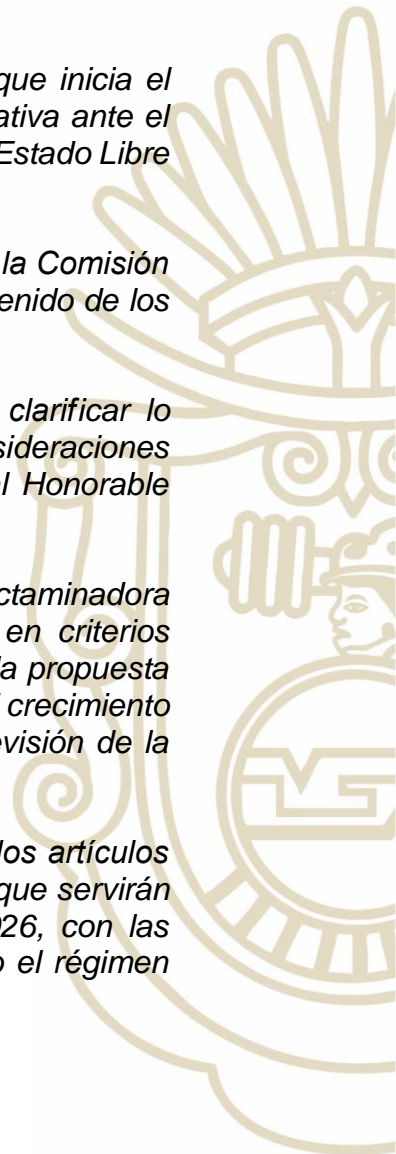 que inicia el
ativa ante el
Estado Libre
la Comisión
enido de los
clarificar lo
sideraciones
l Honorable
ctaminadora
en criterios
la propuesta
crecimiento
evisión de la
los artículos
que servirán
026, con las
o el régimen